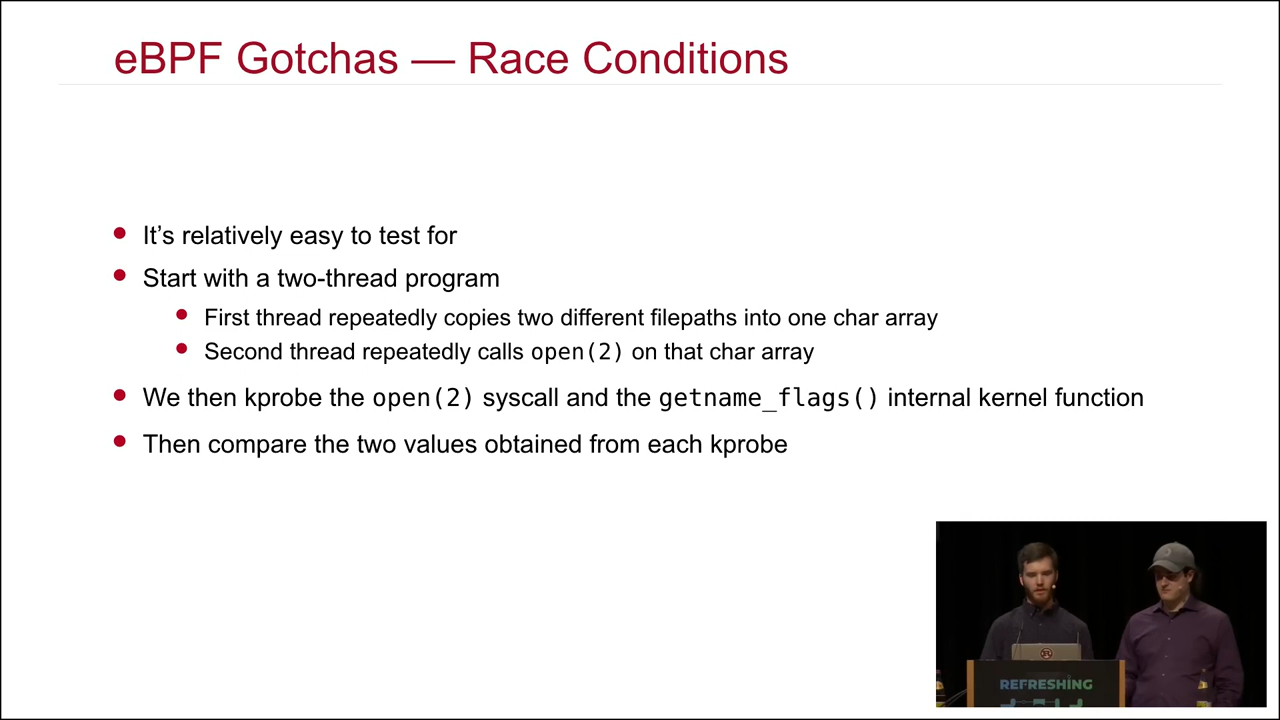 eBPF Gotchas — Race Conditions
It’s relatively easy to test for
Start with a two-thread program
First thread repeatedly copies two different filepaths into one char array
Second thread repeatedly calls open(2) on that char array
We then kprobe the open(2) syscall and the getname_flags() internal kernel function
Then compare the two values obtained from each kprobe
REFRESHING